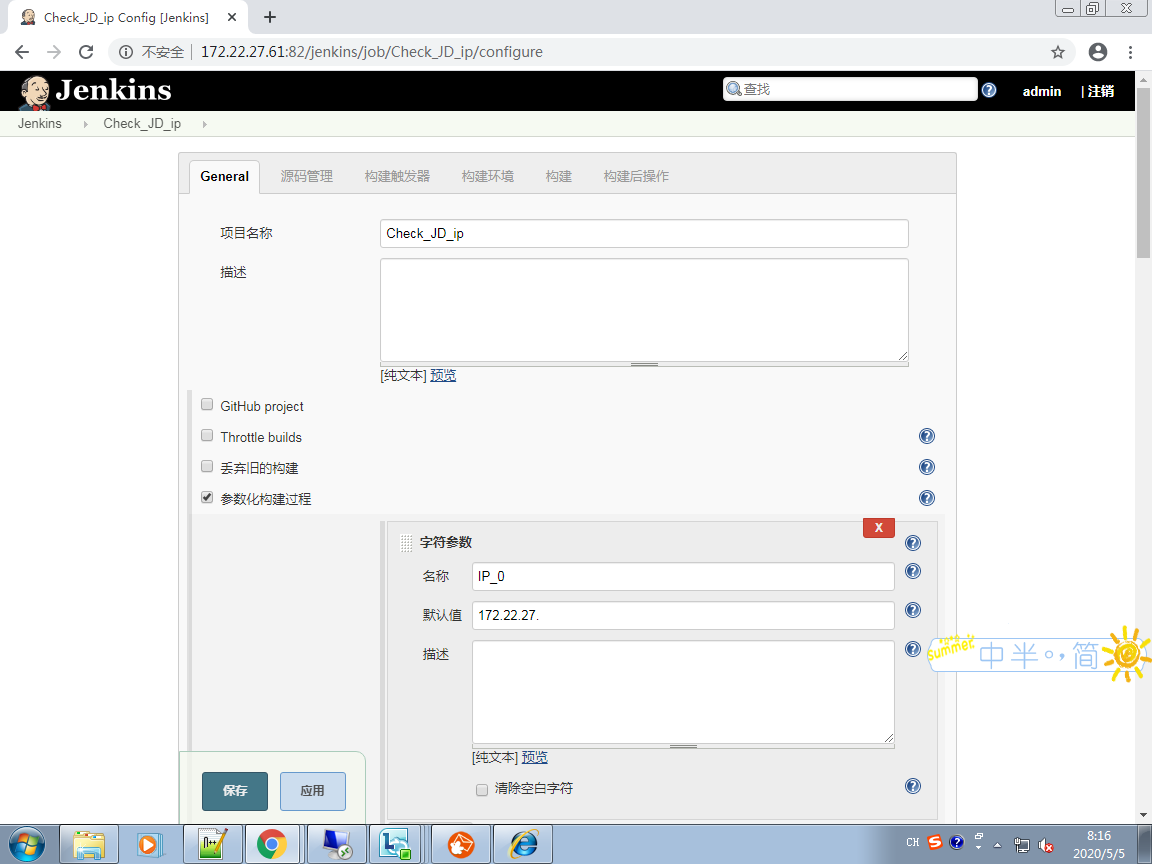 Check_JD_ip Config [Jenkins]
不安全 172.22.27.61:82/jenkins/job/Check_JD_ip/configure
Jenkins 查找 admin | 注销
Jenkins Check_JD_ip
General 源码管理 构建触发器 构建环境 构建 构建后操作
项目名称 Check_JD_ip
描述
[纯文本] 预览
GitHub project
Throttle builds
丢弃旧的构建
参数化构建过程
X
字符参数
名称 IP_0
默认值 172.22.27.
描述
summer 中 半 简
[纯文本] 预览
清除空白字符
保存 应用
CH 8:16
2020/5/5